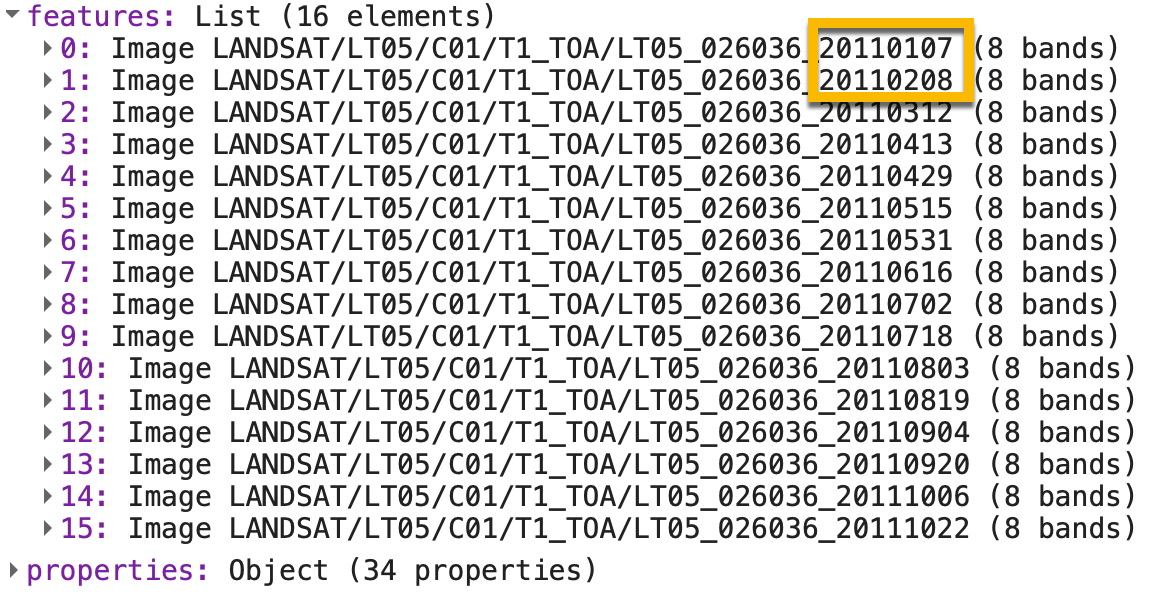 features: List (16 elements)
0: Image LANDSAT/LT05/C01/T1_TOA/LT05_026036_20110107 (8 bands)
1: Image LANDSAT/LT05/C01/T1_TOA/LT05_026036_20110208 (8 bands)
2: Image LANDSAT/LT05/C01/T1_TOA/LT05_026036_20110312 (8 bands)
3: Image LANDSAT/LT05/C01/T1_TOA/LT05_026036_20110413 (8 bands)
4: Image LANDSAT/LT05/C01/T1_TOA/LT05_026036_20110429 (8 bands)
5: Image LANDSAT/LT05/C01/T1_TOA/LT05_026036_20110515 (8 bands)
6: Image LANDSAT/LT05/C01/T1_TOA/LT05_026036_20110531 (8 bands)
7: Image LANDSAT/LT05/C01/T1_TOA/LT05_026036_20110616 (8 bands)
8: Image LANDSAT/LT05/C01/T1_TOA/LT05_026036_20110702 (8 bands)
9: Image LANDSAT/LT05/C01/T1_TOA/LT05_026036_20110718 (8 bands)
10: Image LANDSAT/LT05/C01/T1_TOA/LT05_026036_20110803 (8 bands)
11: Image LANDSAT/LT05/C01/T1_TOA/LT05_026036_20110819 (8 bands)
12: Image LANDSAT/LT05/C01/T1_TOA/LT05_026036_20110904 (8 bands)
13: Image LANDSAT/LT05/C01/T1_TOA/LT05_026036_20110920 (8 bands)
14: Image LANDSAT/LT05/C01/T1_TOA/LT05_026036_20111006 (8 bands)
15: Image LANDSAT/LT05/C01/T1_TOA/LT05_026036_20111022 (8 bands)
properties: Object (34 properties)